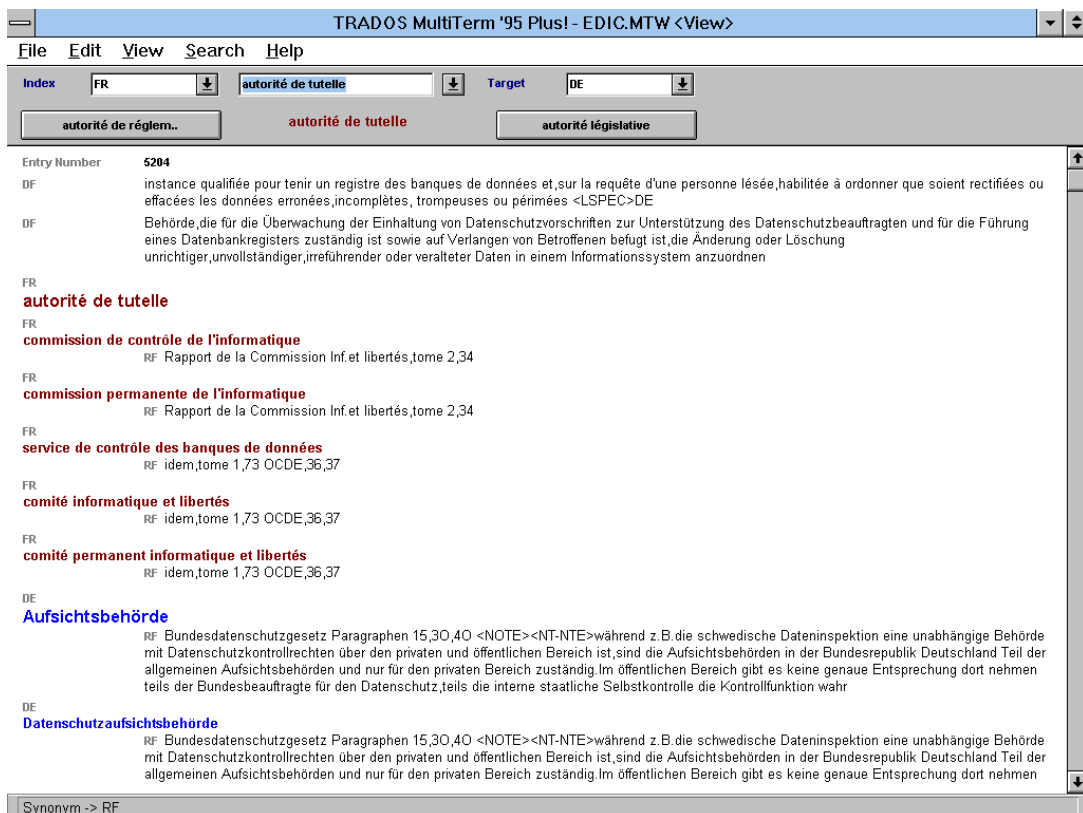 TRADOS MultiTerm '95 Plus! - EDIC.MTW <View>
File Edit View Search Help
Index FR autorité de tutelle Target DE
autorité de réglem.. autorité de tutelle autorité législative
Entry Number 5204
DF instance qualifiée pour tenir un registre des banques de données et,sur la requête d'une personne lésée,habilitée à ordonner que soient rectifiées ou
effacées les données erronées,incomplètes, trompeuses ou périmées <LSPEC>DE
DF Behörde,die für die Überwachung der Einhaltung von Datenschutzvorschriften zur Unterstützung des Datenschutzbeauftragten und für die Führung
eines Datenbankregisters zuständig ist sowie auf Verlangen von Betroffenen befugt ist,die Änderung oder Löschung
unrichtiger,unvollständiger,irreführender oder veralteter Daten in einem Informationssystem anzuordnen
FR
autorité de tutelle
FR
commission de contrôle de l'informatique
RF Rapport de la Commission Inf.et libertés,tome 2,34
FR
commission permanente de l'informatique
RF Rapport de la Commission Inf.et libertés,tome 2,34
FR
service de contrôle des banques de données
RF idem,tome 1,73 OCDE,36,37
FR
comité informatique et libertés
RF idem,tome 1,73 OCDE,36,37
FR
comité permanent informatique et libertés
RF idem,tome 1,73 OCDE,36,37
DE
Aufsichtsbehörde
RF Bundesdatenschutzgesetz Paragraphen 15,3O,4O <NOTE><NT-NTE>während z.B.die schwedische Dateninspektion eine unabhängige Behörde
mit Datenschutzkontrollrechten über den privaten und öffentlichen Bereich ist,sind die Aufsichtsbehörden in der Bundesrepublik Deutschland Teil der
allgemeinen Aufsichtsbehörden und nur für den privaten Bereich zuständig.Im öffentlichen Bereich gibt es keine genaue Entsprechung dort nehmen
teils der Bundesbeauftragte für den Datenschutz,teils die interne staatliche Selbstkontrolle die Kontrollfunktion wahr
DE
Datenschutzaufsichtsbehörde
RF Bundesdatenschutzgesetz Paragraphen 15,3O,4O <NOTE><NT-NTE>während z.B.die schwedische Dateninspektion eine unabhängige Behörde
mit Datenschutzkontrollrechten über den privaten und öffentlichen Bereich ist,sind die Aufsichtsbehörden in der Bundesrepublik Deutschland Teil der
allgemeinen Aufsichtsbehörden und nur für den privaten Bereich zuständig.Im öffentlichen Bereich gibt es keine genaue Entsprechung dort nehmen
Synonym -> RF